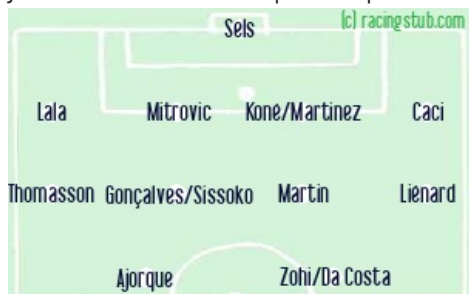 Sels (c) racingstub.com
Lala Mitrovic Koné/Martinez Caci
Thomasson Gonçalves/Sissoko Martin Liénard
Ajorque Zohi/Da Costa